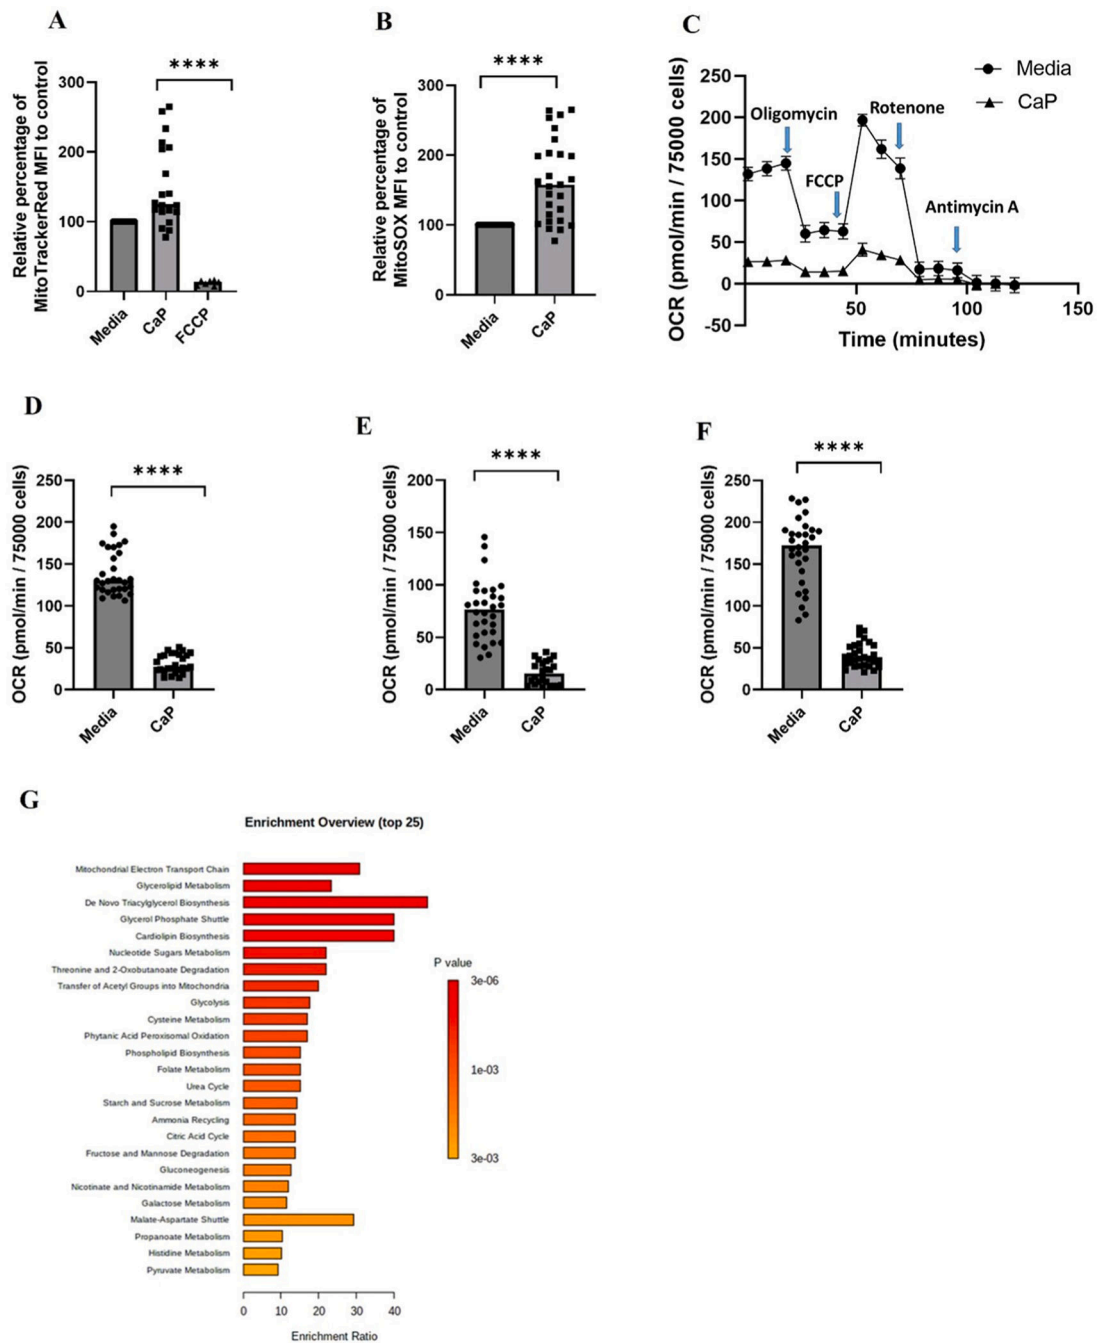 A
Relative percentage of
MitoTrackerRed MFI to control
****
300
200
100
0
Media
CaP
FCCP
B
Relative percentage of
MitoSOX MFI to control
****
300
200
100
0
Media
CaP
C
OCR (pmol/min / 75000 cells)
250
200
150
100
50
0
-50
Oligomycin
FCCP
Rotenone
Antimycin A
Media
CaP
50
100
150
Time (minutes)
D
OCR (pmol/min / 75000 cells)
****
250
200
150
100
50
0
Media
CaP
E
OCR (pmol/min / 75000 cells)
****
200
150
100
50
0
Media
CaP
F
OCR (pmol/min / 75000 cells)
****
250
200
150
100
50
0
Media
CaP
G
Enrichment Overview (top 25)
Mitochondrial Electron Transport Chain
Glycerolipid Metabolism
De Novo Triacylglycerol Biosynthesis
Glycerol Phosphate Shuttle
Cardiolipin Biosynthesis
Nucleotide Sugars Metabolism
Threonine and 2-Oxobutanoate Degradation
Transfer of Acetyl Groups into Mitochondria
Glycolysis
Cysteine Metabolism
Phytanic Acid Peroxisomal Oxidation
Phospholipid Biosynthesis
Folate Metabolism
Urea Cycle
Starch and Sucrose Metabolism
Ammonia Recycling
Citric Acid Cycle
Fructose and Mannose Degradation
Gluconeogenesis
Nicotinate and Nicotinamide Metabolism
Galactose Metabolism
Malate-Aspartate Shuttle
Propanoate Metabolism
Histidine Metabolism
Pyruvate Metabolism
0
10
20
30
40
Enrichment Ratio
P value
3e-06
1e-03
3e-03